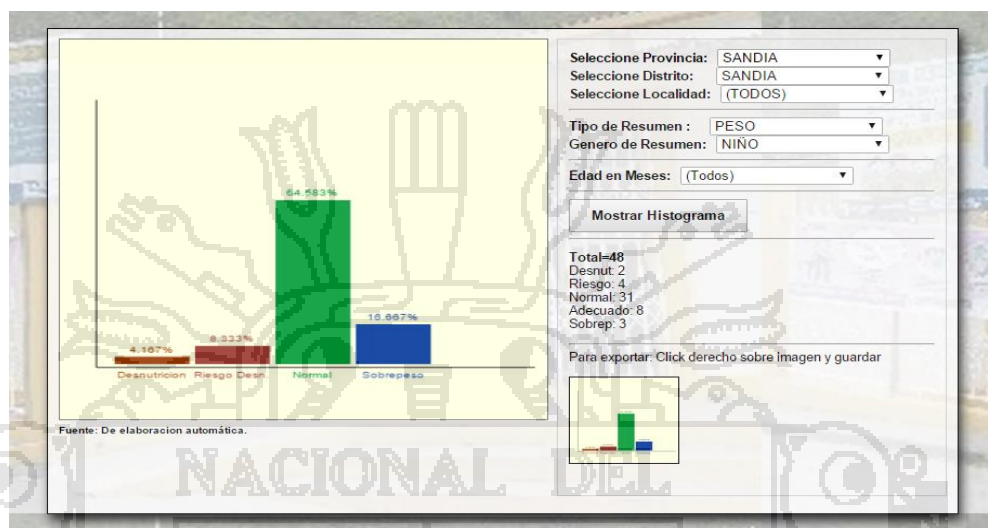 64.583%
16.667%
8.333%
4.167%
Desnutricion Riesgo Desn Normal Sobrepeso
Fuente: De elaboracion automática.
Seleccione Provincia: SANDIA
Seleccione Distrito: SANDIA
Seleccione Localidad: (TODOS)
Tipo de Resumen : PESO
Genero de Resumen: NIÑO
Edad en Meses: (Todos)
Mostrar Histograma
Total=48
Desnut: 2
Riesgo: 4
Normal: 31
Adecuado: 8
Sobrep: 3
Para exportar: Click derecho sobre imagen y guardar
NACIONAL DEL